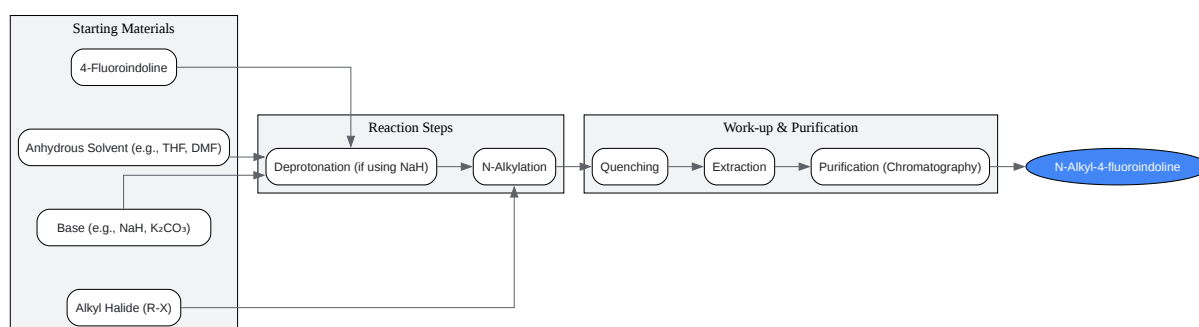 Starting Materials
4-Fluoroindoline
Anhydrous Solvent (e.g., THF, DMF)
Base (e.g., NaH, K₂CO₃)
Alkyl Halide (R-X)
Reaction Steps
Deprotonation (if using NaH)
N-Alkylation
Work-up & Purification
Quenching
Extraction
Purification (Chromatography)
N-Alkyl-4-fluoroindoline